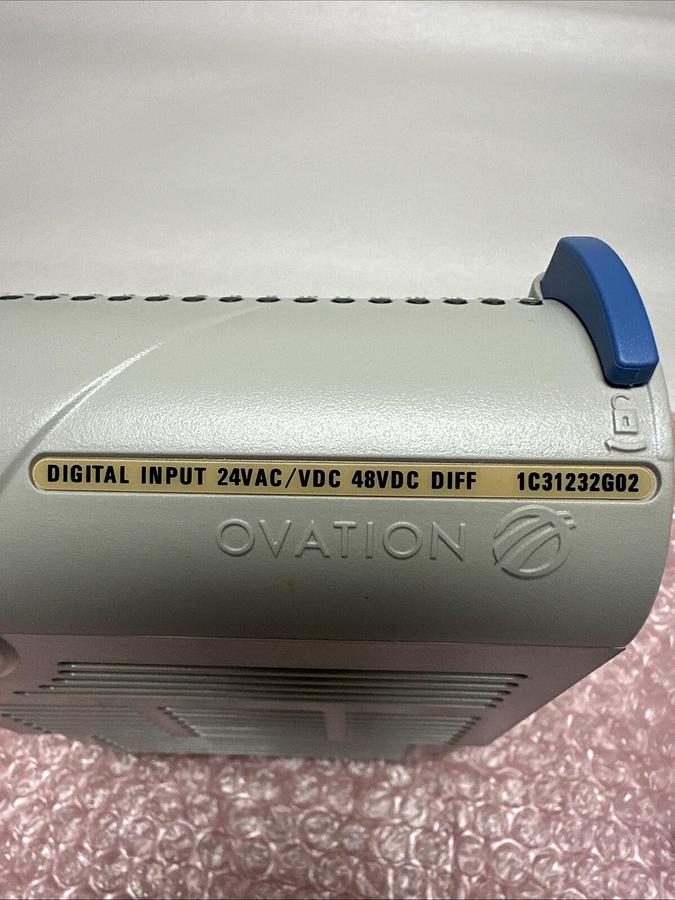 DIGITAL INPUT 24VAC/VDC 48VDC DIFF 1C31232G02
OVATION